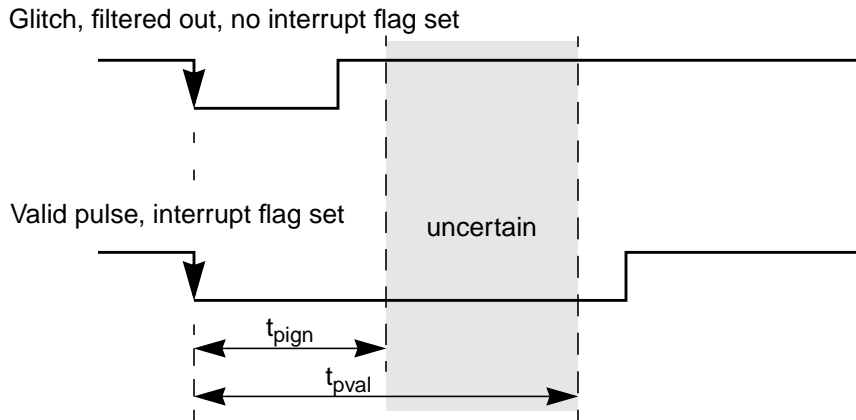 Glitch, filtered out, no interrupt flag set
Valid pulse, interrupt flag set
uncertain
tpign
tpval